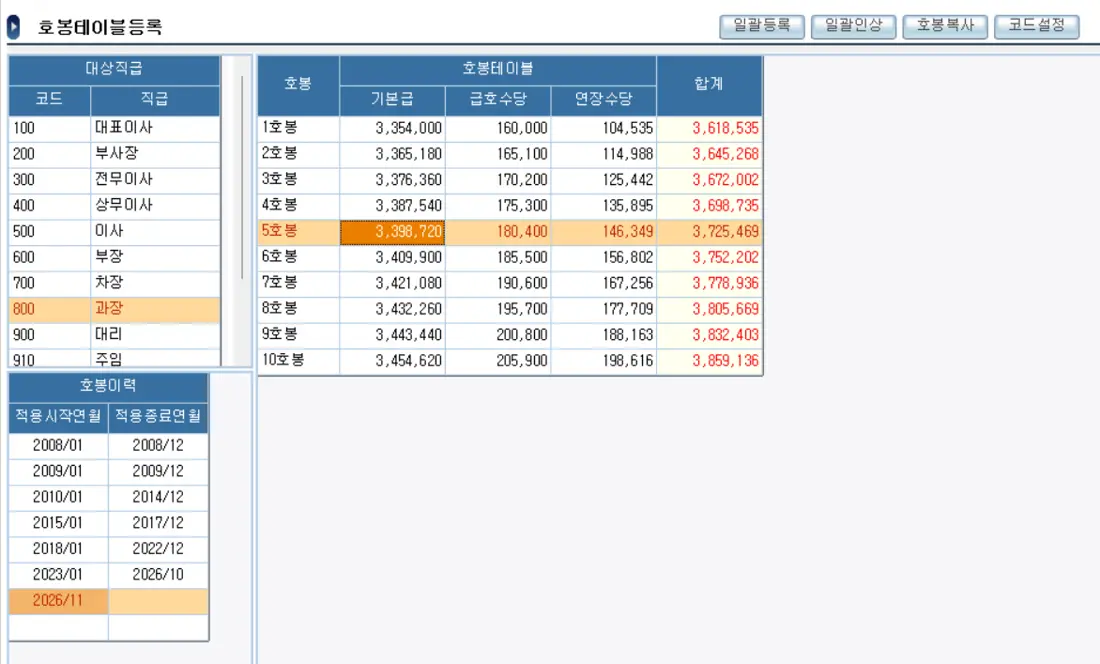 호봉테이블등록
일괄등록 일괄인상 호봉복사 코드설정
대상직급
코드 직급
100 대표이사
200 부사장
300 전무이사
400 상무이사
500 이사
600 부장
700 차장
800 과장
900 대리
910 주임
호봉이력
적용시작연월 적용종료연월
2008/01 2008/12
2009/01 2009/12
2010/01 2014/12
2015/01 2017/12
2018/01 2022/12
2023/01 2026/10
2026/11
호봉 호봉테이블 합계
기본급 급호수당 연장수당
1호봉 3,354,000 160,000 104,535 3,618,535
2호봉 3,365,180 165,100 114,988 3,645,268
3호봉 3,376,360 170,200 125,442 3,672,002
4호봉 3,387,540 175,300 135,895 3,698,735
5호봉 3,398,720 180,400 146,349 3,725,469
6호봉 3,409,900 185,500 156,802 3,752,202
7호봉 3,421,080 190,600 167,256 3,778,936
8호봉 3,432,260 195,700 177,709 3,805,669
9호봉 3,443,440 200,800 188,163 3,832,403
10호봉 3,454,620 205,900 198,616 3,859,136